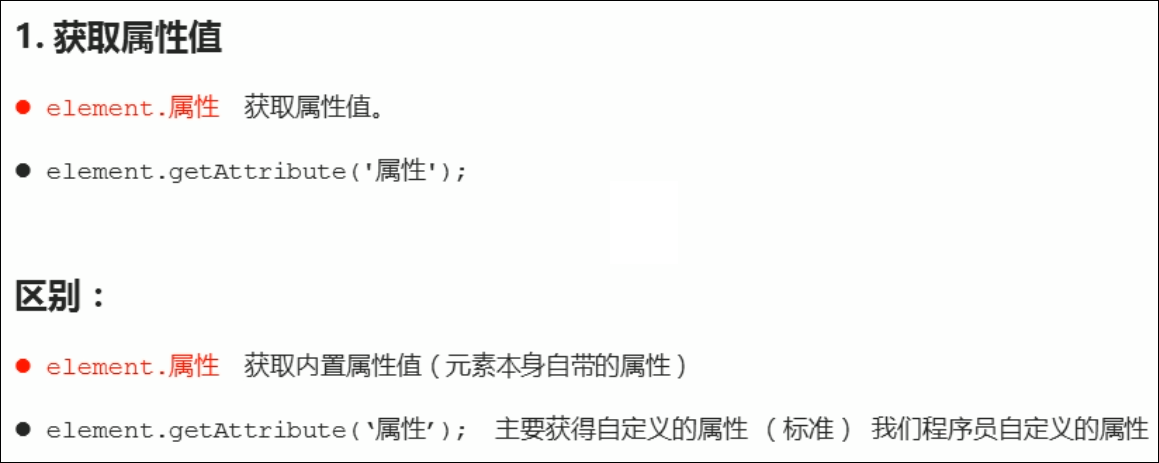 1. 获取属性值
● element.属性 获取属性值。
● element.getAttribute('属性');
区别：
● element.属性 获取内置属性值（元素本身自带的属性）
● element.getAttribute(‘属性’); 主要获得自定义的属性 （标准） 我们程序员自定义的属性